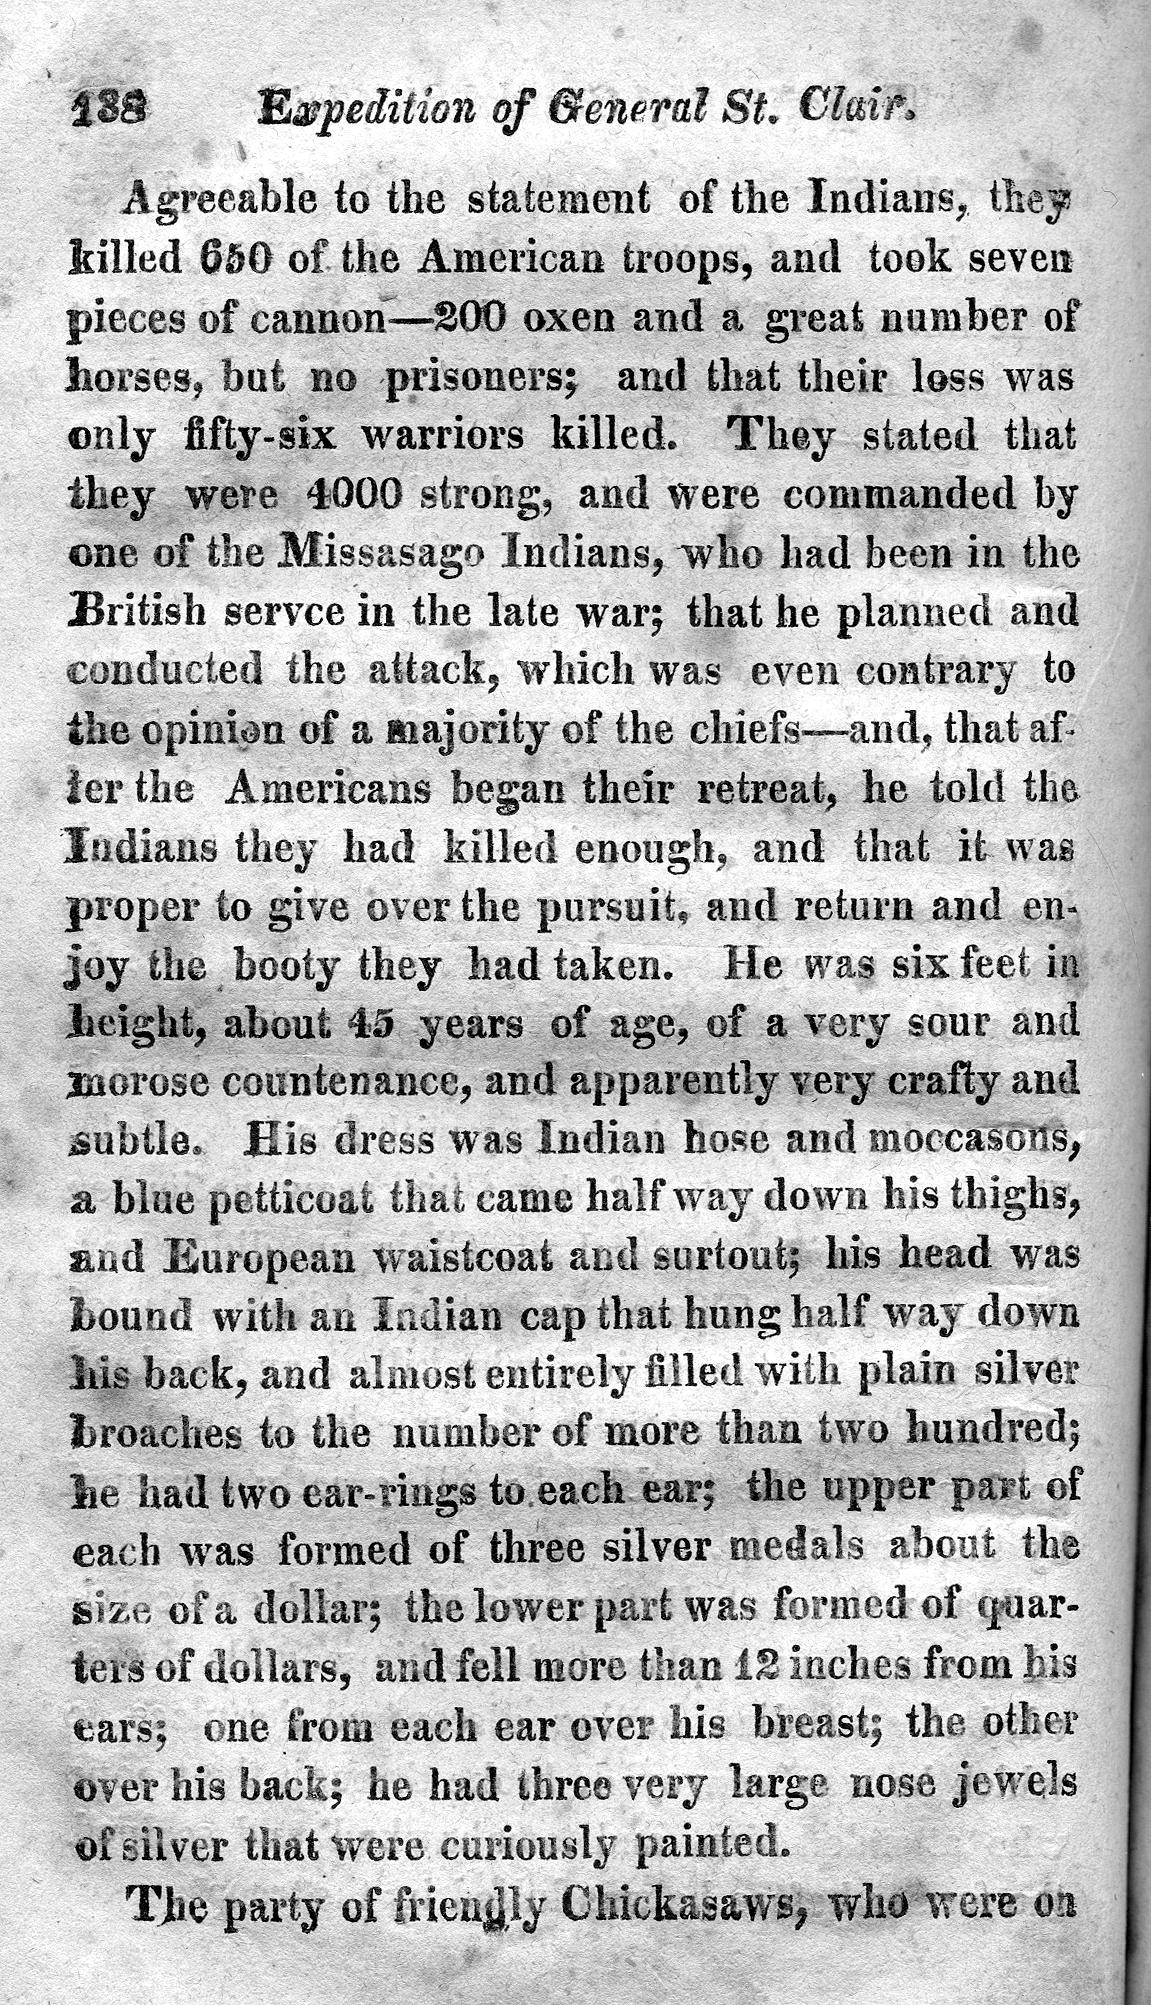 188 Expedition of General St. Clair.
Agreeable to the statement of the Indians, they
killed 650 of the American troops, and took seven
pieces of cannon—200 oxen and a great number of
horses, but no prisoners; and that their loss was
only fifty-six warriors killed. They stated that
they were 4000 strong, and were commanded by
one of the Missasago Indians, who had been in the
British servce in the late war; that he planned and
conducted the attack, which was even contrary to
the opinion of a majority of the chiefs—and, that af-
ter the Americans began their retreat, he told the
Indians they had killed enough, and that it was
proper to give over the pursuit, and return and en-
joy the booty they had taken. He was six feet in
height, about 45 years of age, of a very sour and
morose countenance, and apparently very crafty and
subtle. His dress was Indian hose and moccasons,
a blue petticoat that came half way down his thighs,
and European waistcoat and surtout; his head was
bound with an Indian cap that hung half way down
his back, and almost entirely filled with plain silver
broaches to the number of more than two hundred;
he had two ear-rings to each ear; the upper part of
each was formed of three silver medals about the
size of a dollar; the lower part was formed of quar-
ters of dollars, and fell more than 12 inches from his
ears; one from each ear over his breast; the other
over his back; he had three very large nose jewels
of silver that were curiously painted.
The party of friendly Chickasaws, who were on